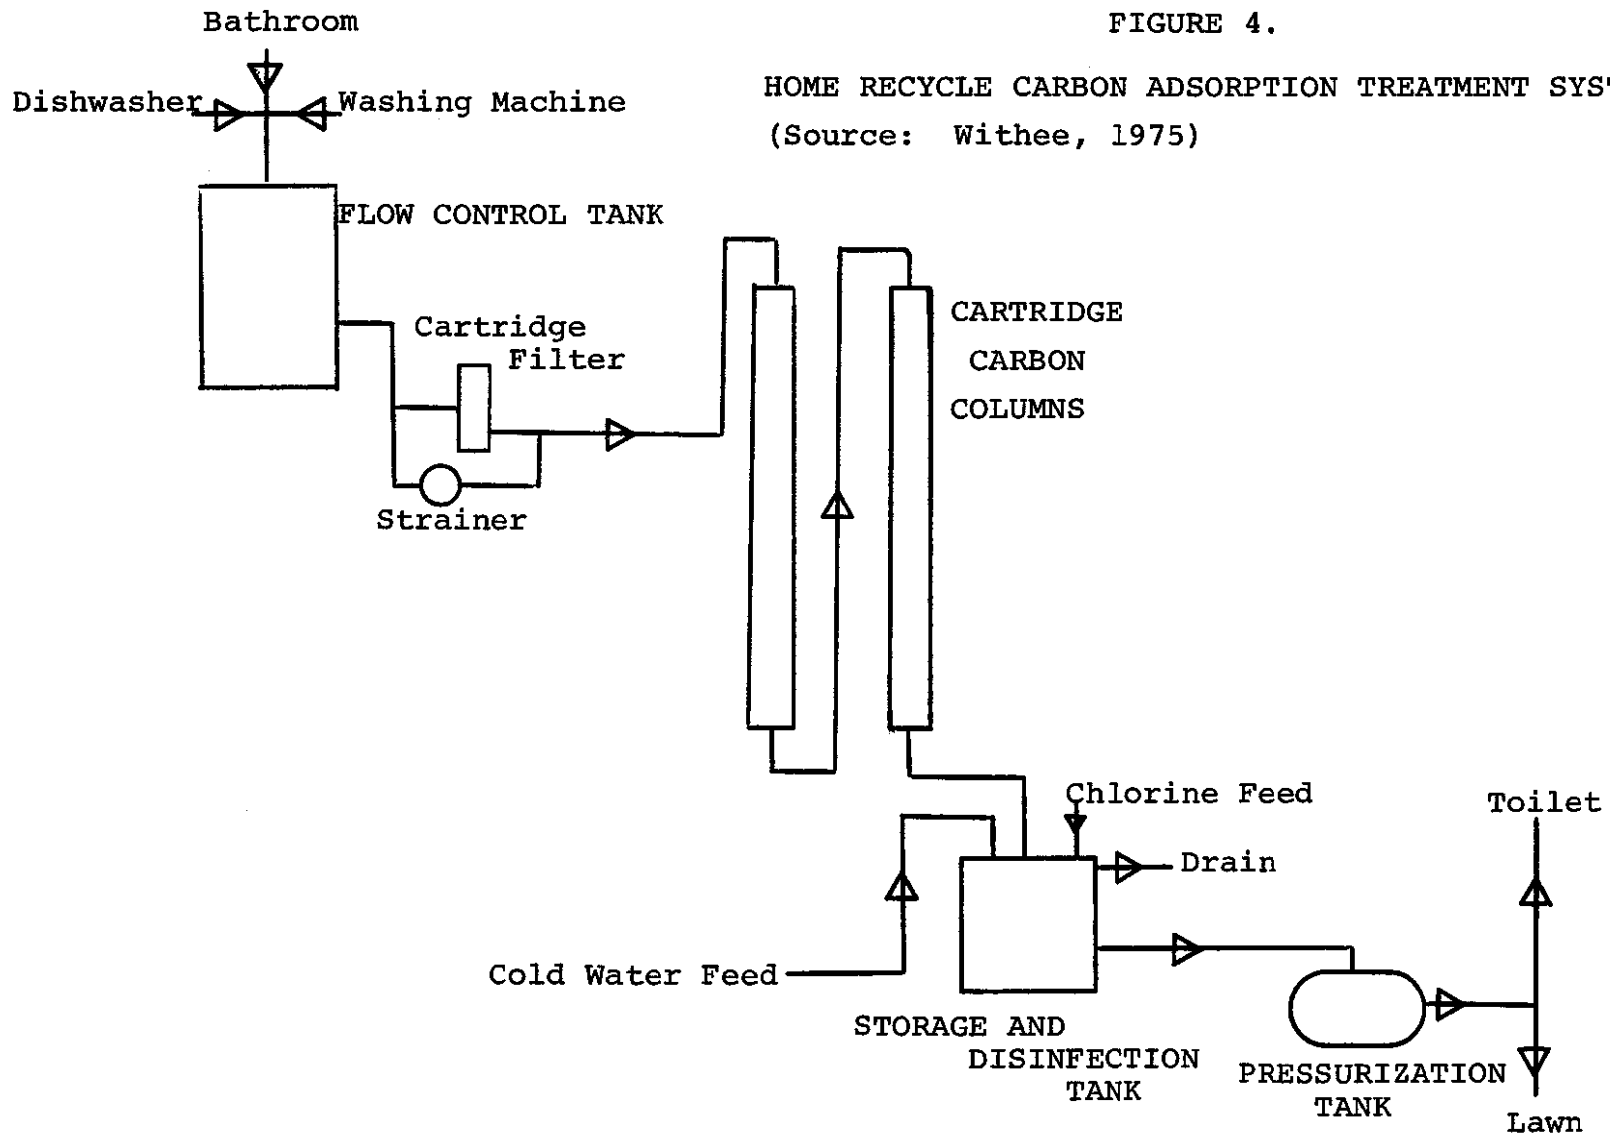 Bathroom
FIGURE 4.
HOME RECYCLE CARBON ADSORPTION TREATMENT SYS
(Source: Withee, 1975)
Dishwasher
Washing Machine
FLOW CONTROL TANK
Cartridge
Filter
Strainer
CARTRIDGE
CARBON
COLUMNS
Chlorine Feed
Toilet
Drain
Cold Water Feed
STORAGE AND
DISINFECTION
TANK
PRESSURIZATION
TANK
Lawn